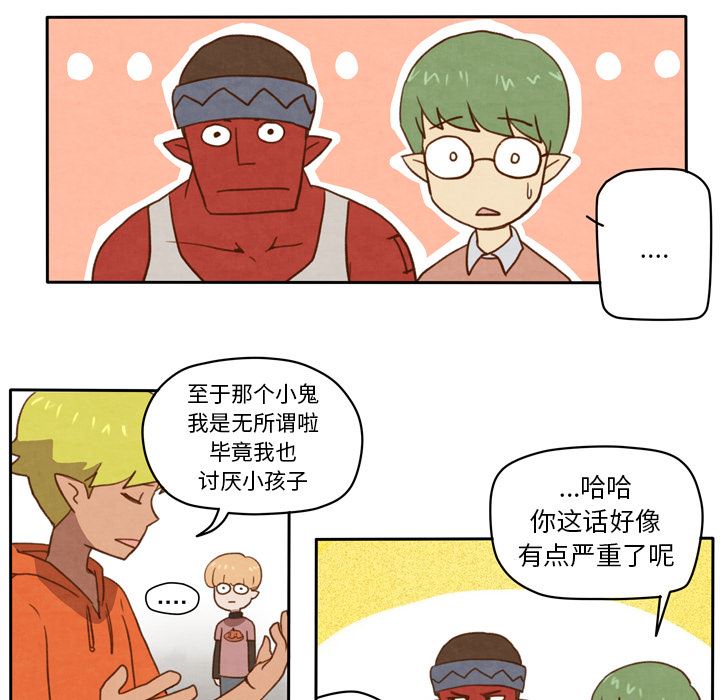 ....
至于那个小鬼
我是无所谓啦
毕竟我也
讨厌小孩子
....
...哈哈
你这话好像
有点严重了呢